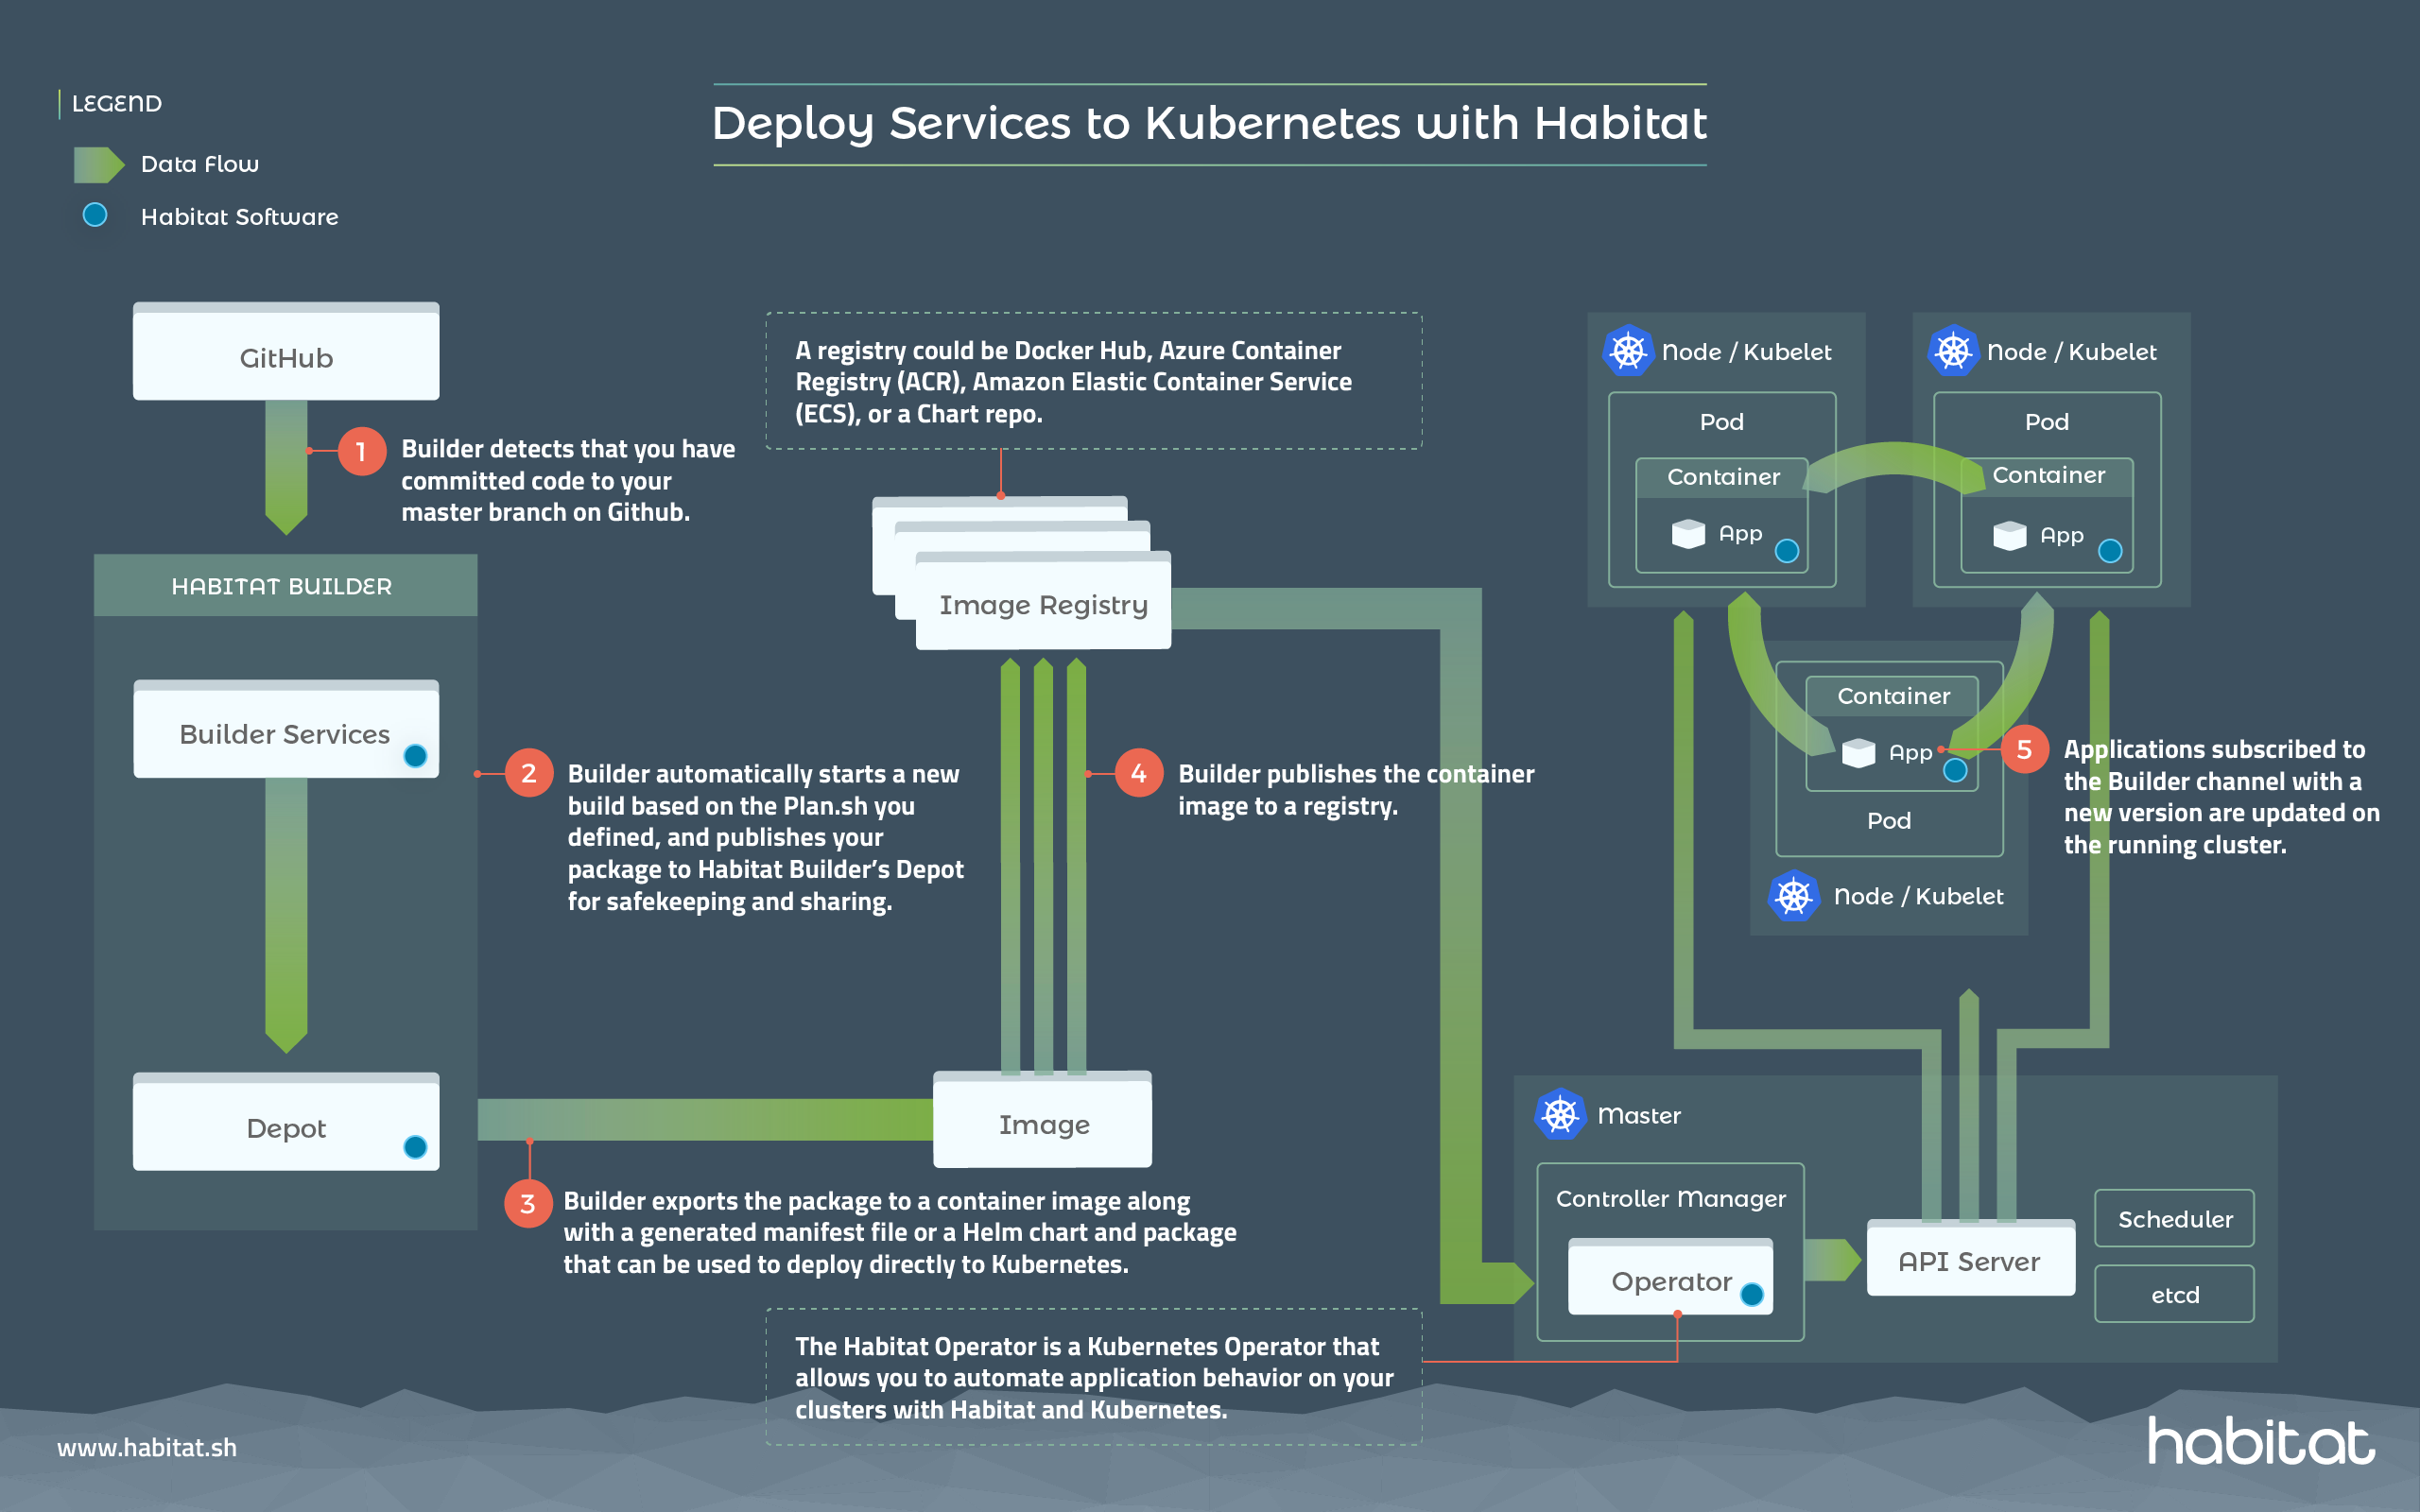 LEGEND
Data Flow
Habitat Software
Deploy Services to Kubernetes with Habitat
GitHub
1
Builder detects that you have
committed code to your
master branch on Github.
HABITAT BUILDER
Builder Services
2
Builder automatically starts a new
build based on the Plan.sh you
defined, and publishes your
package to Habitat Builder’s Depot
for safekeeping and sharing.
Depot
3
Builder exports the package to a container image along
with a generated manifest file or a Helm chart and package
that can be used to deploy directly to Kubernetes.
Image
4
Builder publishes the container
image to a registry.
A registry could be Docker Hub, Azure Container
Registry (ACR), Amazon Elastic Container Service
(ECS), or a Chart repo.
Image Registry
Node / Kubelet
Pod
Container
App
Node / Kubelet
Pod
Container
App
Container
App
Pod
Node / Kubelet
5
Applications subscribed to
the Builder channel with a
new version are updated on
the running cluster.
Master
Controller Manager
Operator
API Server
Scheduler
etcd
The Habitat Operator is a Kubernetes Operator that
allows you to automate application behavior on your
clusters with Habitat and Kubernetes.
www.habitat.sh
habitat